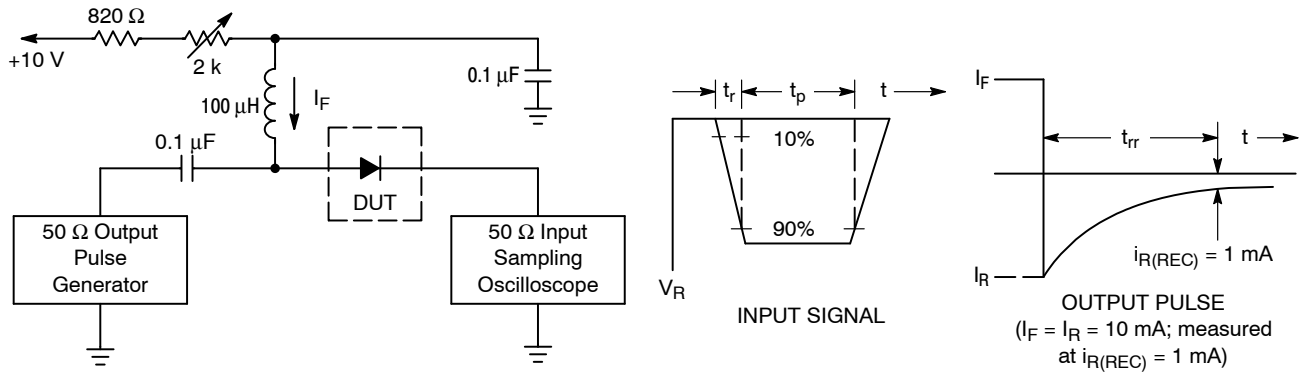 820 Ω
+10 V
2 k
100 μH
I_F
0.1 μF
0.1 μF
DUT
50 Ω Output
Pulse
Generator
50 Ω Input
Sampling
Oscilloscope
t_r
t_p
t
10%
90%
V_R
INPUT SIGNAL
I_F
t_rr
t
i_R(REC) = 1 mA
I_R
OUTPUT PULSE
(I_F = I_R = 10 mA; measured
at i_R(REC) = 1 mA)